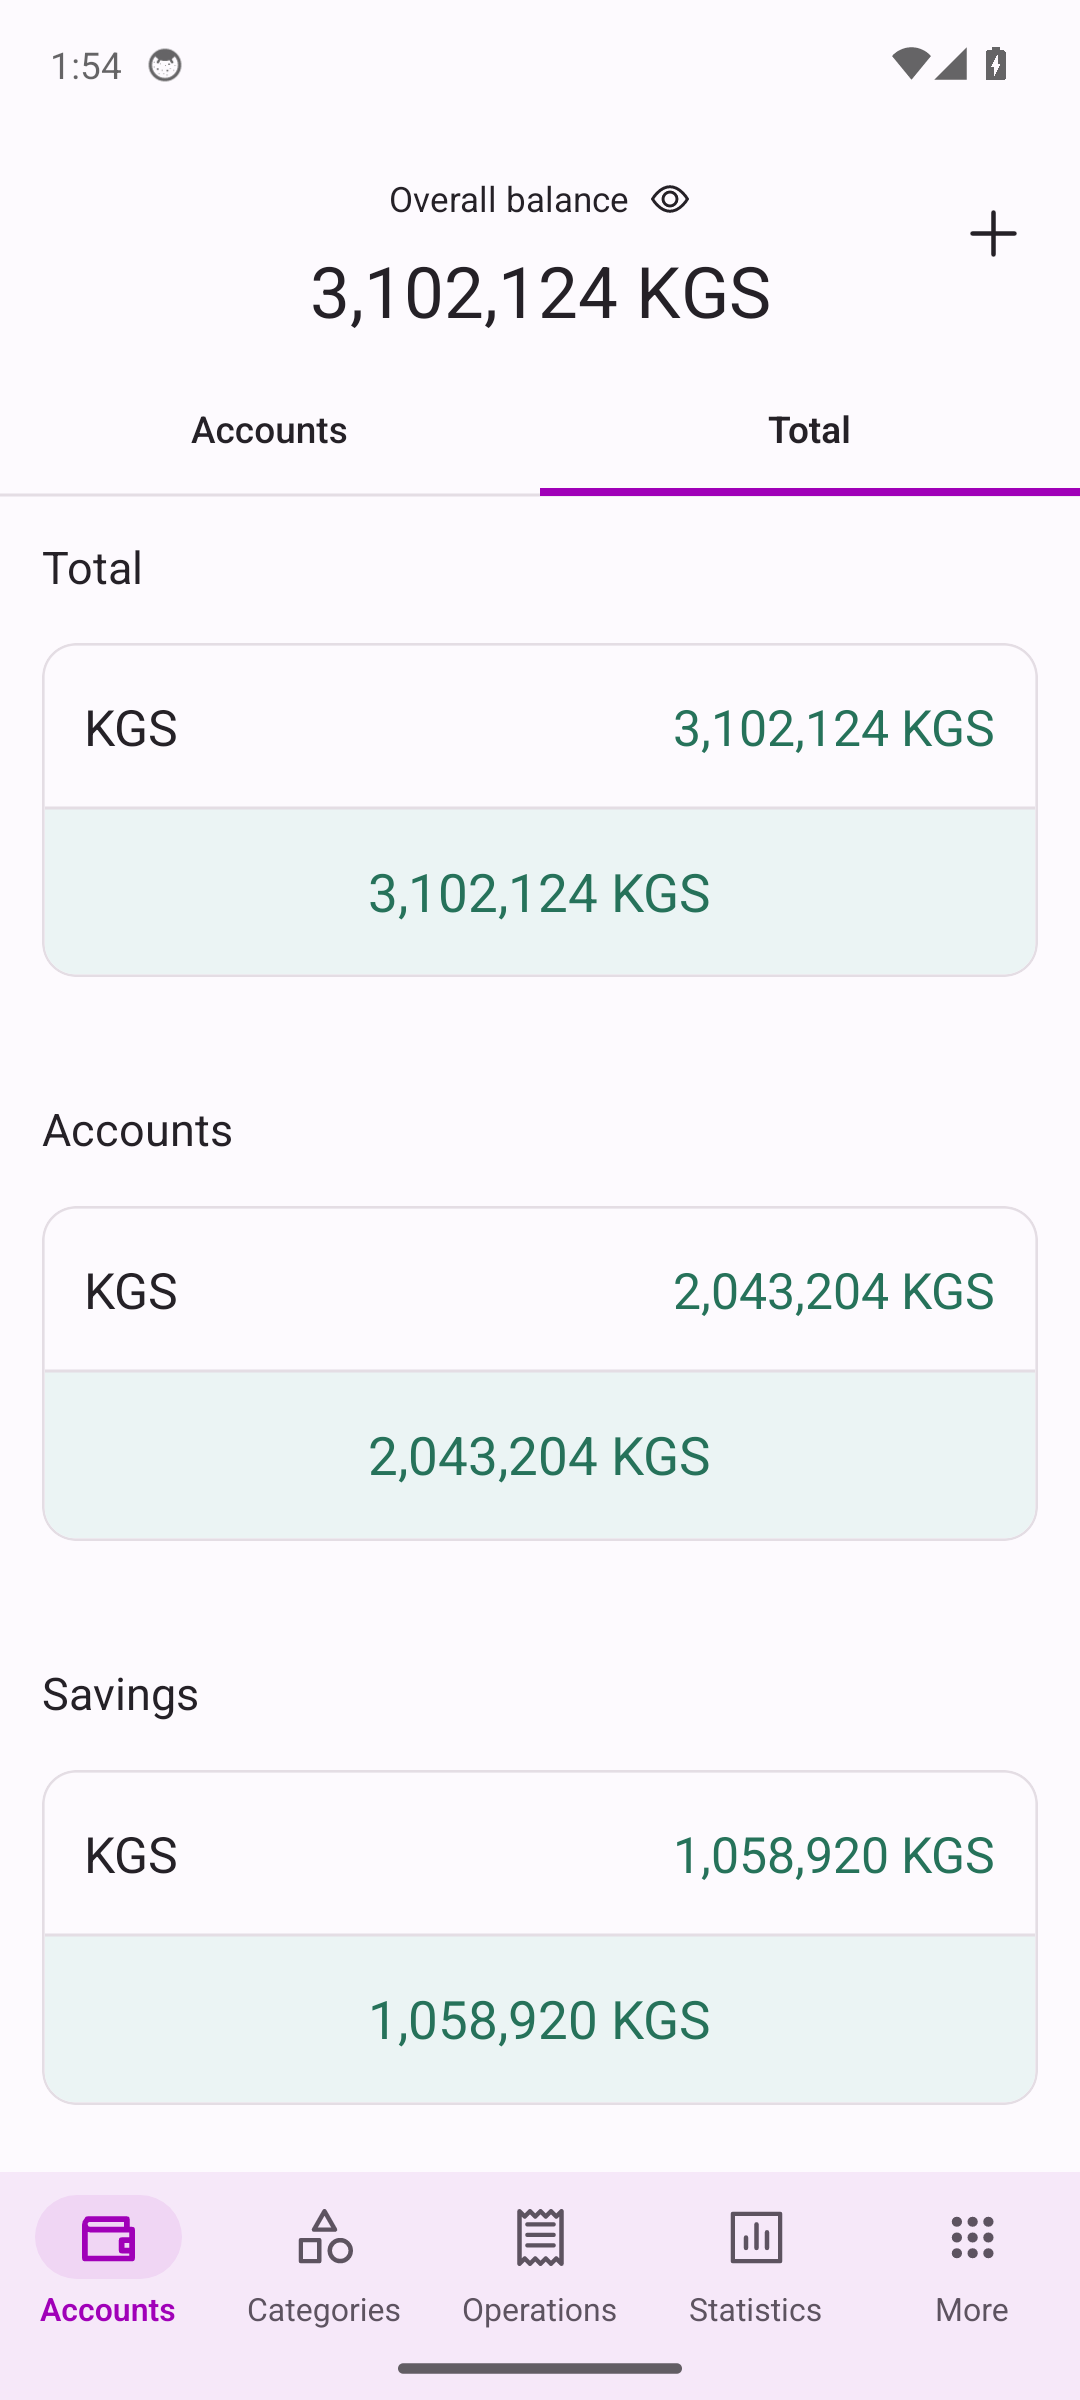 1:54
Overall balance
3,102,124 KGS
Accounts
Total
Total
KGS
3,102,124 KGS
3,102,124 KGS
Accounts
KGS
2,043,204 KGS
2,043,204 KGS
Savings
KGS
1,058,920 KGS
1,058,920 KGS
Accounts
Categories
Operations
Statistics
More